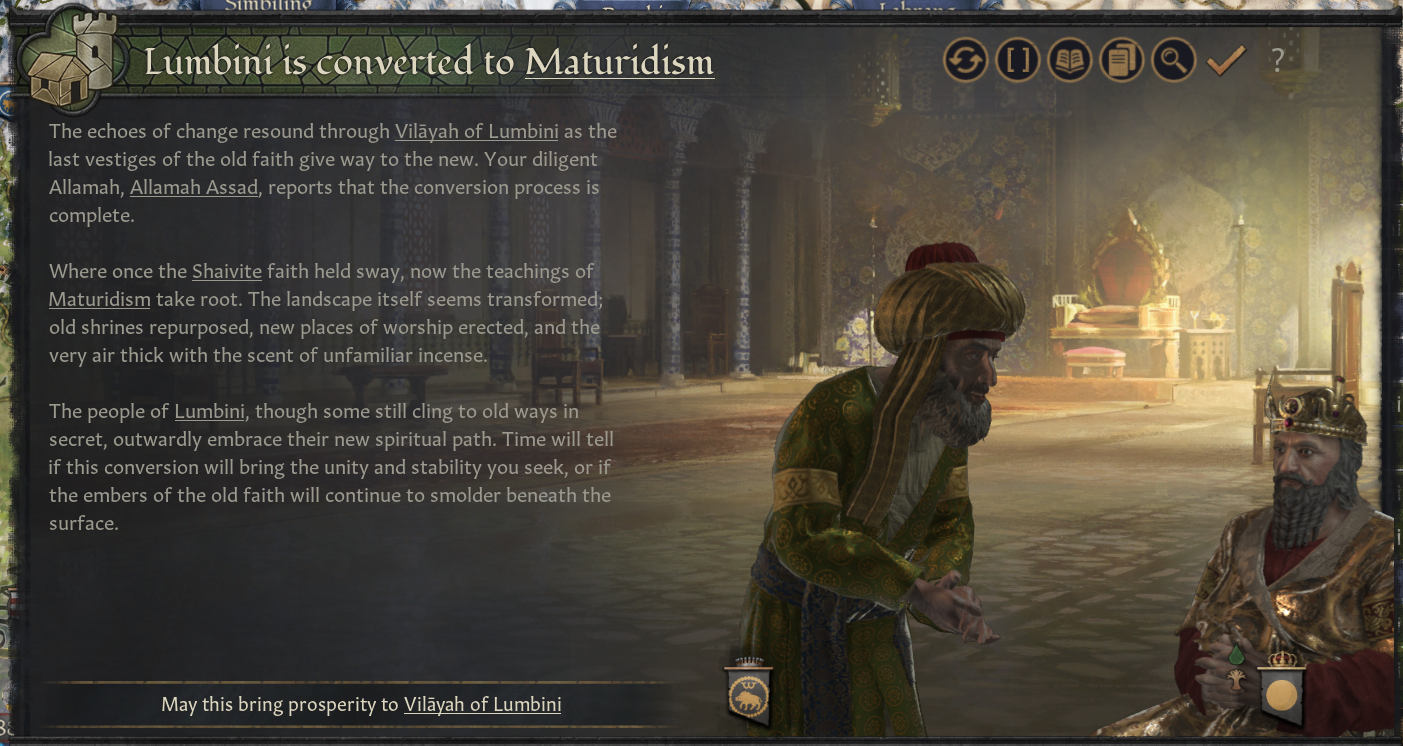 Simbiling
Lumbini is converted to Maturidism
?
The echoes of change resound through Vilāyah of Lumbini as the
last vestiges of the old faith give way to the new. Your diligent
Allamah, Allamah Assad, reports that the conversion process is
complete.
Where once the Shaivite faith held sway, now the teachings of
Maturidism take root. The landscape itself seems transformed;
old shrines repurposed, new places of worship erected, and the
very air thick with the scent of unfamiliar incense.
The people of Lumbini, though some still cling to old ways in
secret, outwardly embrace their new spiritual path. Time will tell
if this conversion will bring the unity and stability you seek, or if
the embers of the old faith will continue to smolder beneath the
surface.
May this bring prosperity to Vilāyah of Lumbini